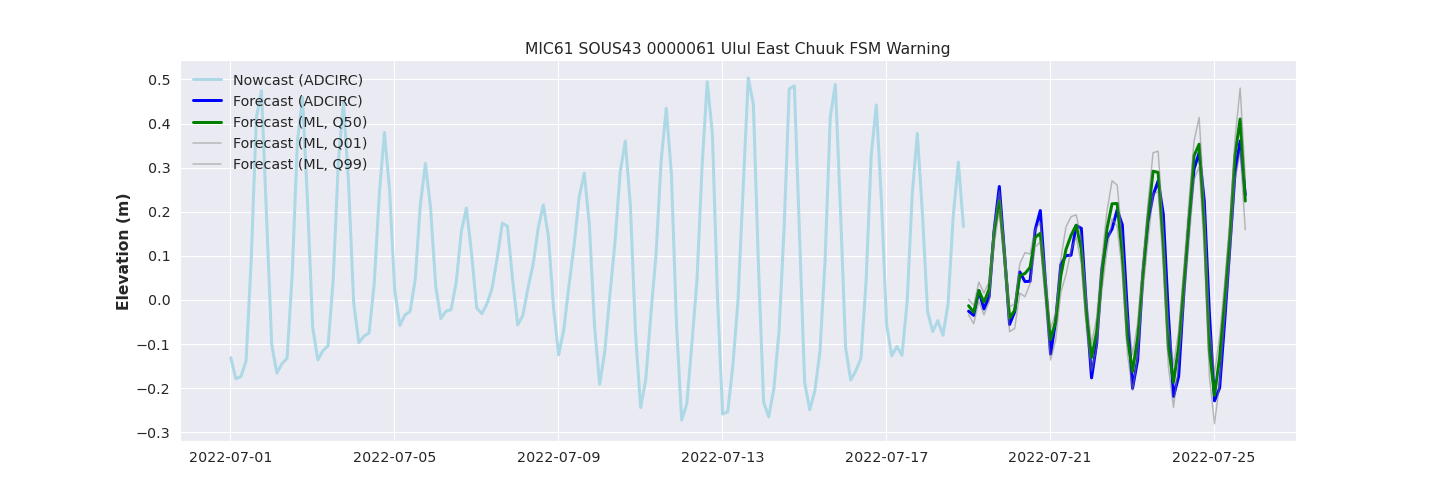 MIC61 SOUS43 0000061 Ulul East Chuuk FSM Warning
Elevation (m)
0.5
0.4
0.3
0.2
0.1
0.0
−0.1
−0.2
−0.3
Nowcast (ADCIRC)
Forecast (ADCIRC)
Forecast (ML, Q50)
Forecast (ML, Q01)
Forecast (ML, Q99)
2022-07-01 2022-07-05 2022-07-09 2022-07-13 2022-07-17 2022-07-21 2022-07-25